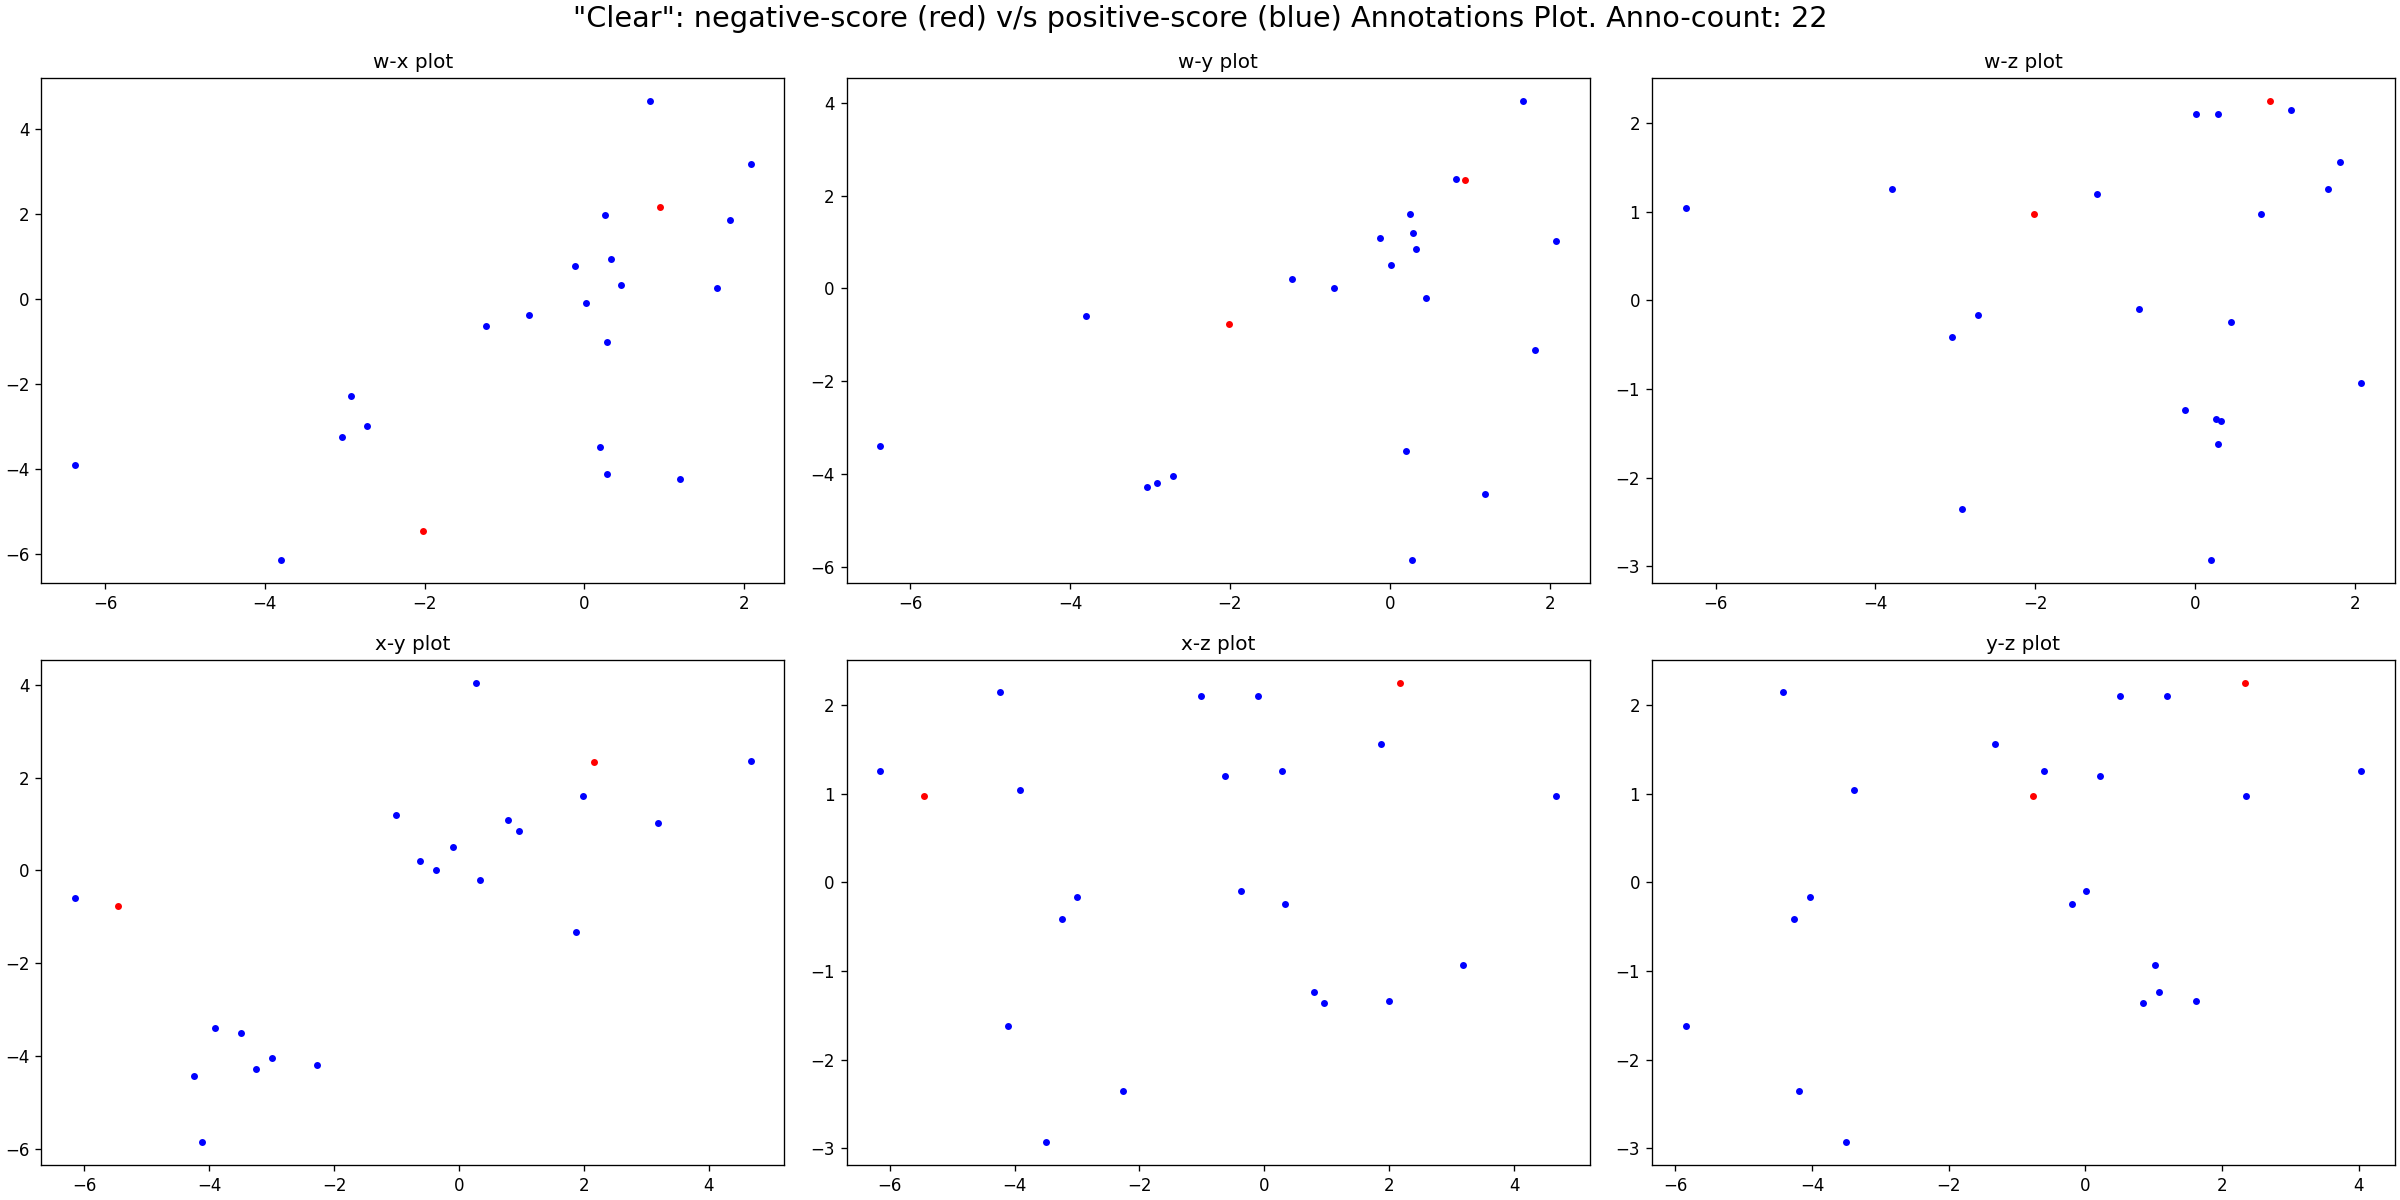 "Clear": negative-score (red) v/s positive-score (blue) Annotations Plot. Anno-count: 22
w-x plot
w-y plot
w-z plot
4
2
0
−2
−4
−6
−6 −4 −2 0 2
4
2
0
−2
−4
−6
−6 −4 −2 0 2
2
1
0
−1
−2
−3
−6 −4 −2 0 2
x-y plot
x-z plot
y-z plot
4
2
0
−2
−4
−6
−6 −4 −2 0 2 4
2
1
0
−1
−2
−3
−6 −4 −2 0 2 4
2
1
0
−1
−2
−3
−6 −4 −2 0 2 4